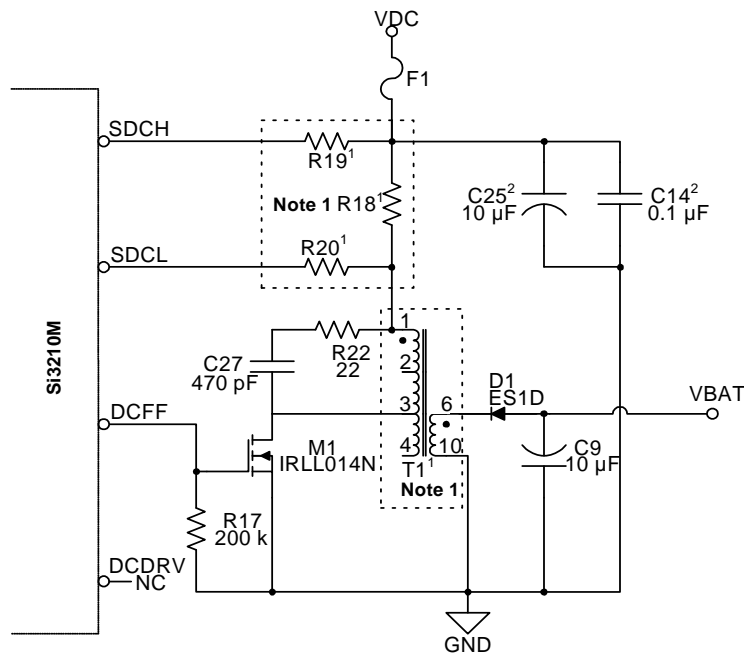 VDC
F1
SDCH
R19¹
Note 1 R18¹
C25²
10 µF
C14²
0.1 µF
R20¹
SDCL
Si3210M
1
R22
22
C27
470 pF
2
D1
ES1D
VBAT
3
6
DCFF
4
10
M1
IRLL014N
T1¹
Note 1
C9
10 µF
R17
200 k
DCDRV
NC
GND